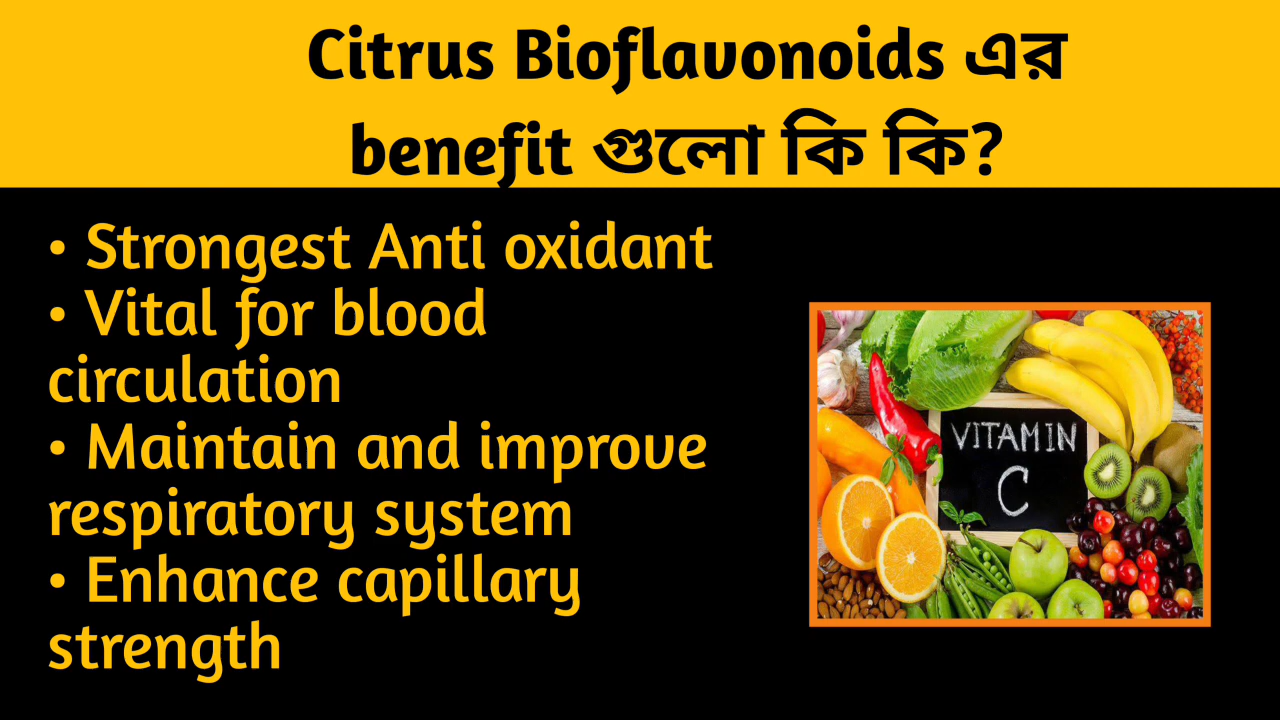 Citrus Bioflavonoids এর
benefit গুলো কি কি?
• Strongest Anti oxidant
• Vital for blood
circulation
• Maintain and improve
respiratory system
• Enhance capillary
strength
VITAMIN
C